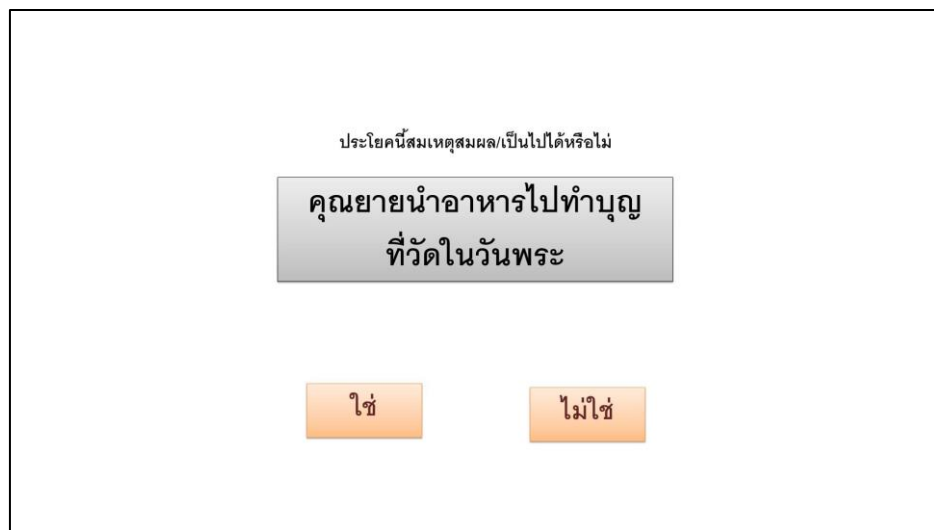 ประโยคนี้สมเหตุสมผล/เป็นไปได้หรือไม่
คุณยายนำอาหารไปทำบุญ
ที่วัดในวันพระ
ใช่
ไม่ใช่